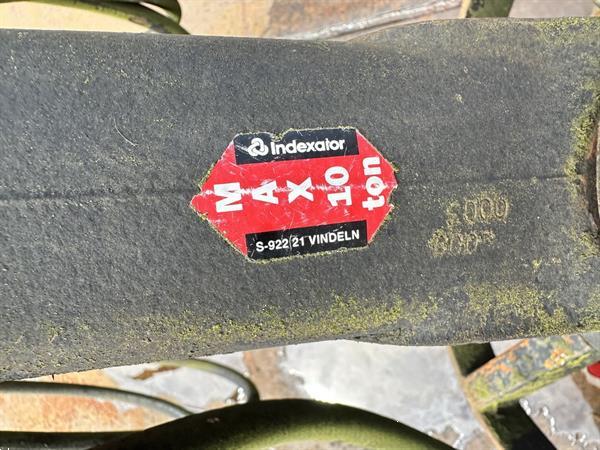 Indexator
MAX
10
ton
S-922 21 VINDELN